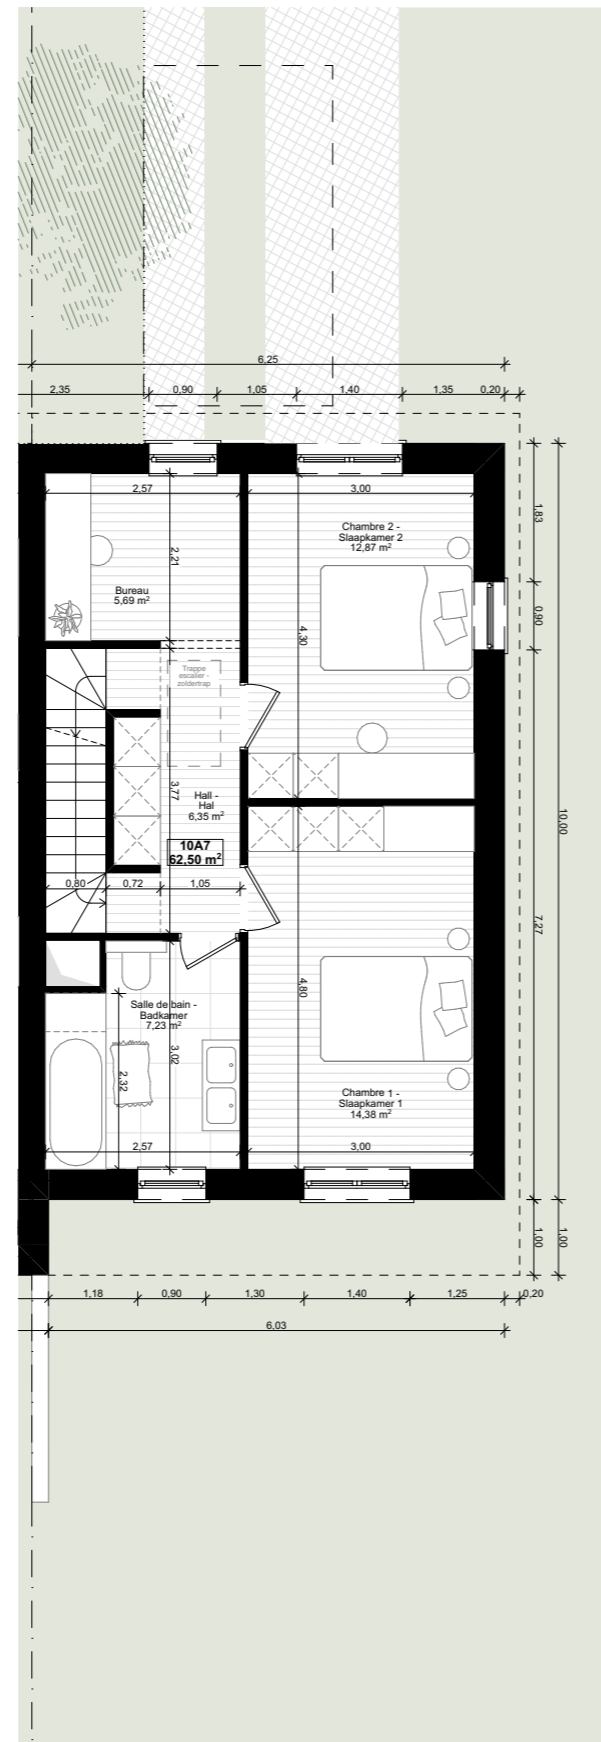 6,25
2,35
0,90
1,05
1,40
1,35
0,20
2,57
3,00
1,83
Chambre 2 -
Slaapkamer 2
12,87 m²
2,21
Bureau
5,69 m²
0,90
4,30
Trappe
escalier -
zoldertrap
3,77
Hall -
Hal
6,35 m²
10,00
10A7
62,50 m²
0,80
0,72
1,05
7,27
4,80
Salle de bain -
Badkamer
7,23 m²
3,02
2,32
Chambre 1 -
Slaapkamer 1
14,38 m²
2,57
3,00
1,00
1,00
1,18
0,90
1,30
1,40
1,25
0,20
6,03